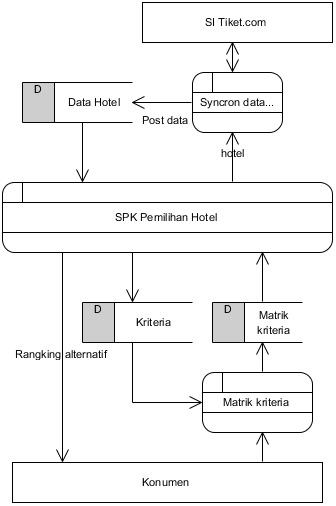 SI Tiket.com
D
Data Hotel
Syncron data...
Post data
hotel
SPK Pemilihan Hotel
D
Kriteria
D
Matrik
kriteria
Rangking alternatif
Matrik kriteria
Konumen